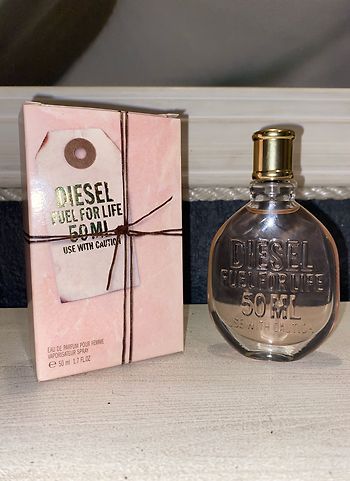 DIESEL
FUEL FOR LIFE
50 ML
USE WITH CAUTION
EAU DE PARFUM POUR FEMME
VAPORISATEUR SPRAY
℮ 50 ml 1.7 FL.OZ
DIESEL
FUEL FOR LIFE
50 ML
USE WITH CAUTION